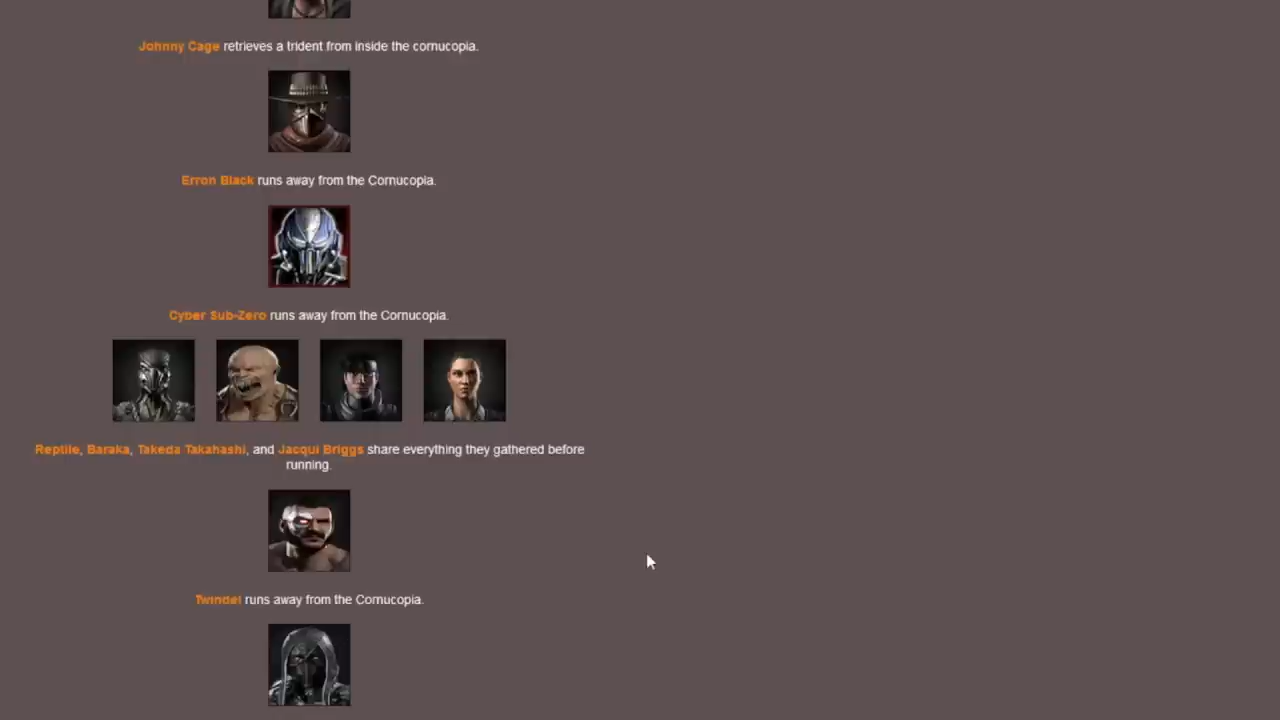 Johnny Cage retrieves a trident from inside the cornucopia.
Erron Black runs away from the Cornucopia.
Cyber Sub-Zero runs away from the Cornucopia.
Reptile, Baraka, Takeda Takahashi, and Jacqui Briggs share everything they gathered before
running.
Twindel runs away from the Cornucopia.